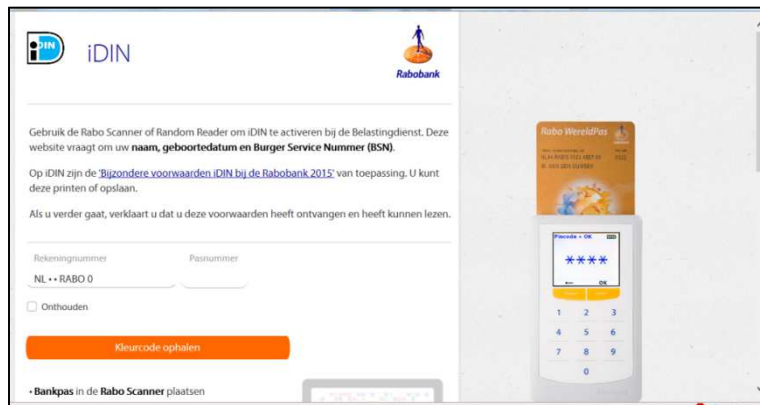 iDIN
iDIN
Rabobank
Gebruik de Rabo Scanner of Random Reader om iDIN te activeren bij de Belastingdienst. Deze
website vraagt om uw naam, geboortedatum en Burger Service Nummer (BSN).
Op iDIN zijn de 'Bijzondere voorwaarden iDIN bij de Rabobank 2015' van toepassing. U kunt
deze printen of opslaan.
Als u verder gaat, verklaart u dat u deze voorwaarden heeft ontvangen en heeft kunnen lezen.
Rekeningnummer Pasnummer
NL •• RABO 0
Onthouden
Kleurcode ophalen
• Bankpas in de Rabo Scanner plaatsen
Rabo WereldPas
Pincode + OK
****
OK
1 2 3
4 5 6
7 8 9
0